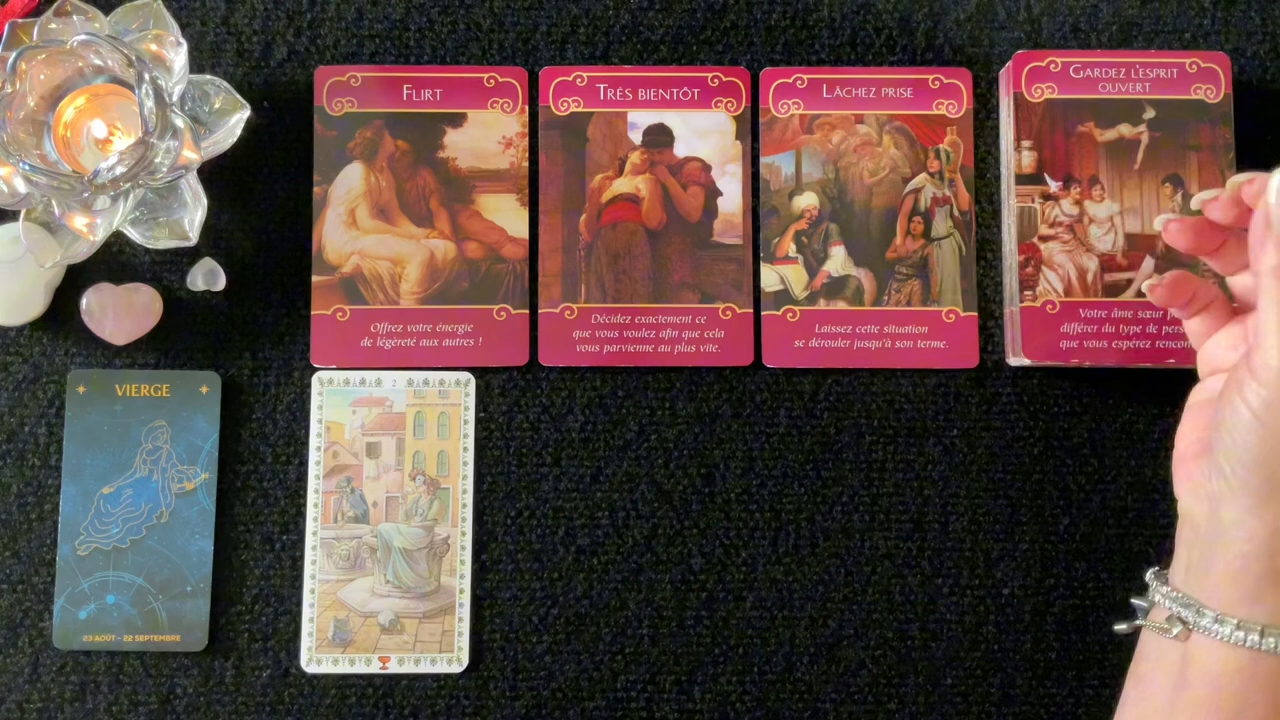 FLIRT
Offrez votre énergie
de légèreté aux autres !
TRÈS BIENTÔT
Décidez exactement ce
que vous voulez afin que cela
vous parvienne au plus vite.
LÂCHEZ PRISE
Laissez cette situation
se dérouler jusqu'à son terme.
GARDEZ L'ESPRIT
OUVERT
Votre âme sœur
différer du type de
que vous espérez
VIERGE
23 AOÛT - 22 SEPTEMBRE
2